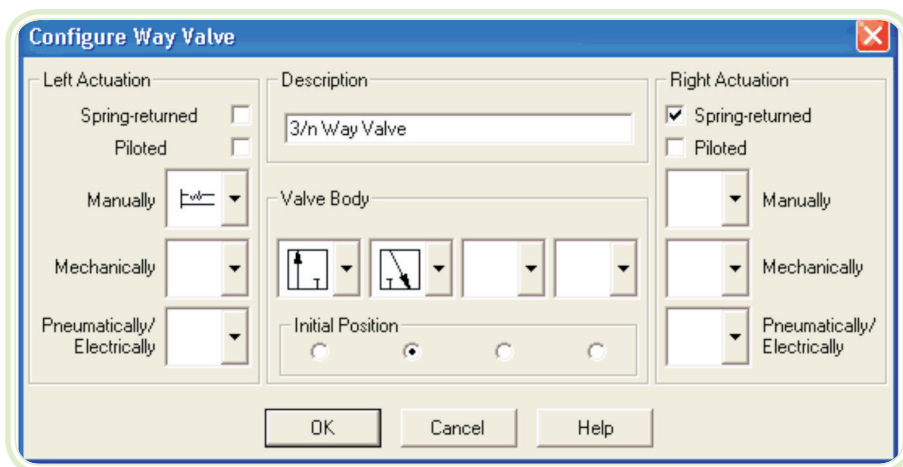 Configure Way Valve
Left Actuation
Spring-returned
Piloted
Manually
Mechanically
Pneumatically/
Electrically
Description
3/n Way Valve
Valve Body
T
T
Initial Position
Right Actuation
Spring-returned
Piloted
Manually
Mechanically
Pneumatically/
Electrically
OK
Cancel
Help